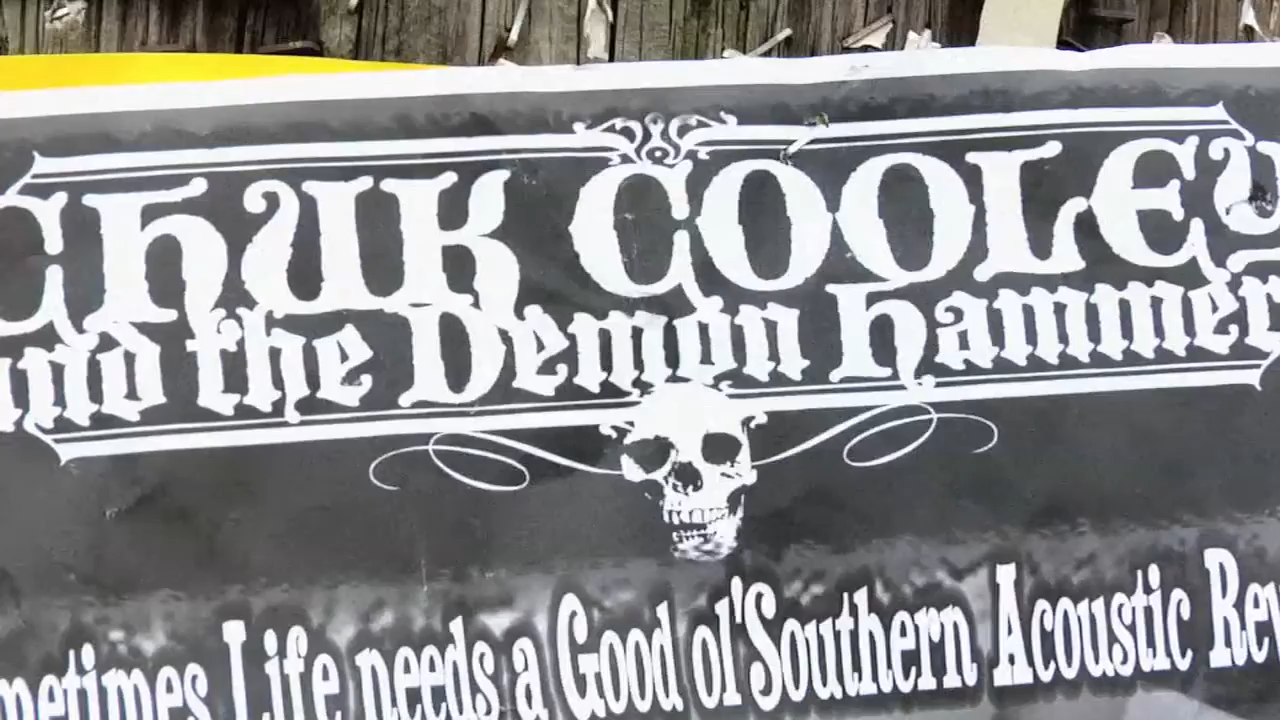 Chuk Cooley
and the Demon Hammer
metimes Life needs a Good ol' Southern Acoustic Rev